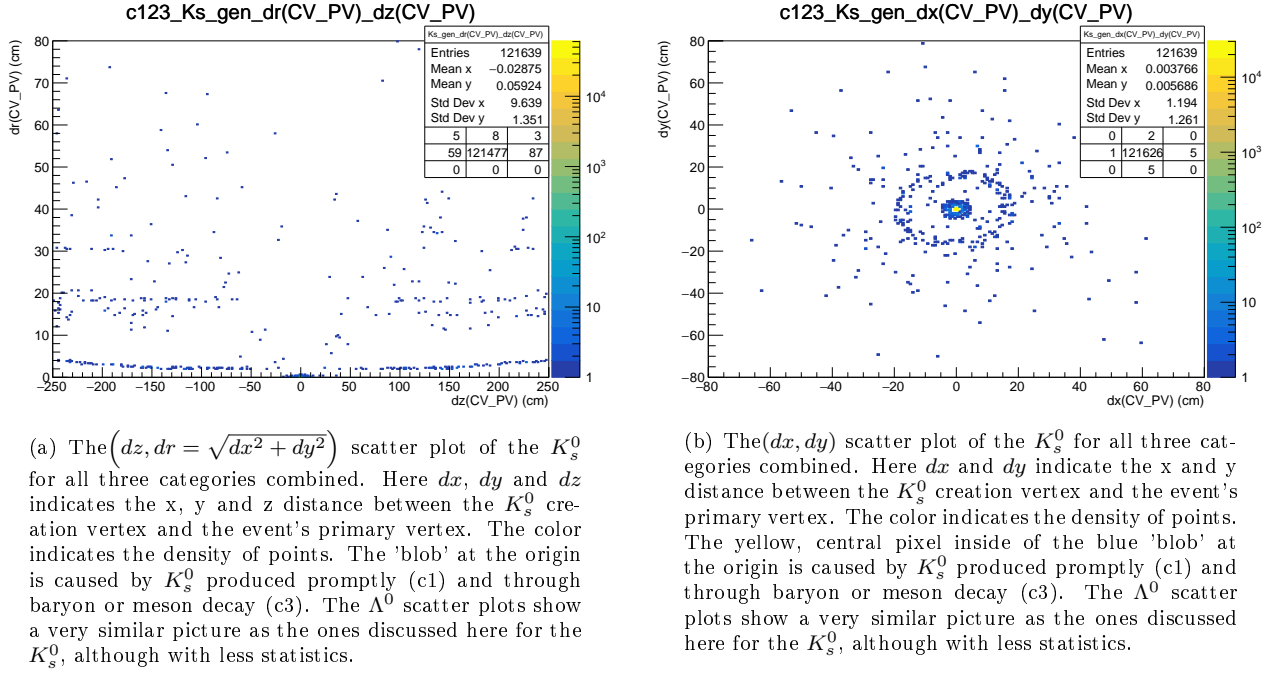 c123_Ks_gen_dr(CV_PV)_dz(CV_PV)
dr(CV_PV) (cm)
80
70
60
50
40
30
20
10
0
−250 −200 −150 −100 −50 0 50 100 150 200 250
dz(CV_PV) (cm)
Ks_gen_dr(CV_PV)_dz(CV_PV)
Entries 121639
Mean x −0.02875
Mean y 0.05924
Std Dev x 9.639
Std Dev y 1.351
5 8 3
59 121477 87
0 0 0
10⁴
10³
10²
10
1
c123_Ks_gen_dx(CV_PV)_dy(CV_PV)
dy(CV_PV) (cm)
80
60
40
20
0
−20
−40
−60
−80
−80 −60 −40 −20 0 20 40 60 80
dx(CV_PV) (cm)
Ks_gen_dx(CV_PV)_dy(CV_PV)
Entries 121639
Mean x 0.003766
Mean y 0.005686
Std Dev x 1.194
Std Dev y 1.261
0 2 0
1 121626 5
0 5 0
10⁴
10³
10²
10
1
(a) The(dz, dr = √(dx² + dy²)) scatter plot of the K⁰ₛ
for all three categories combined. Here dx, dy and dz
indicates the x, y and z distance between the K⁰ₛ cre-
ation vertex and the event's primary vertex. The color
indicates the density of points. The 'blob' at the origin
is caused by K⁰ₛ produced promptly (c1) and through
baryon or meson decay (c3). The Λ⁰ scatter plots show
a very similar picture as the ones discussed here for the
K⁰ₛ, although with less statistics.
(b) The(dx, dy) scatter plot of the K⁰ₛ for all three cat-
egories combined. Here dx and dy indicate the x and y
distance between the K⁰ₛ creation vertex and the event's
primary vertex. The color indicates the density of points.
The yellow, central pixel inside of the blue 'blob' at
the origin is caused by K⁰ₛ produced promptly (c1) and
through baryon or meson decay (c3). The Λ⁰ scatter
plots show a very similar picture as the ones discussed
here for the K⁰ₛ, although with less statistics.